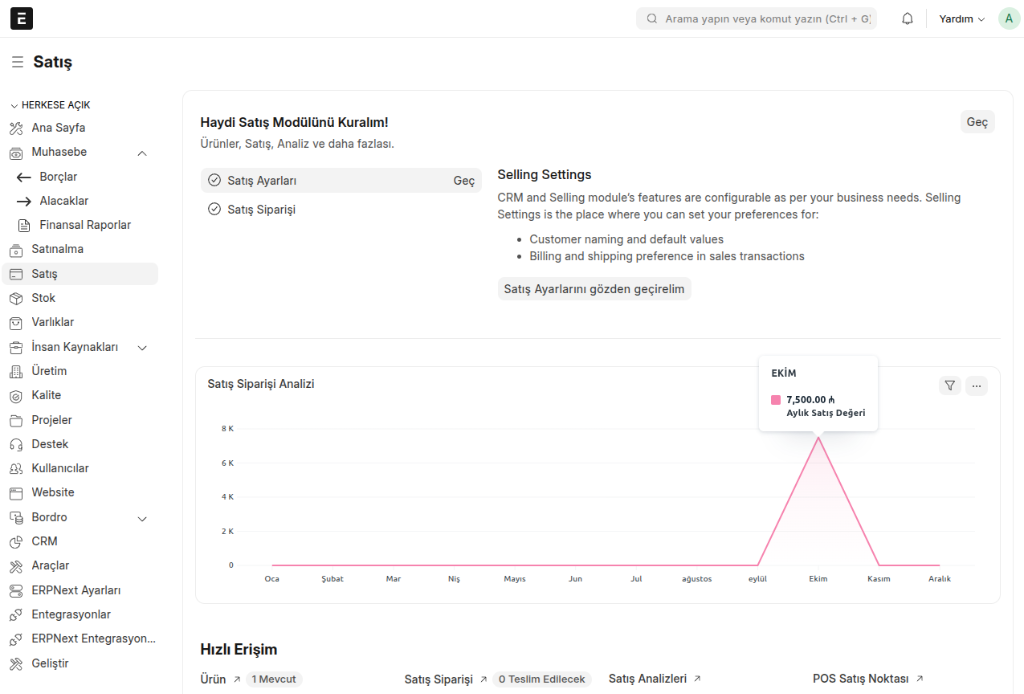 E
Arama yapın veya komut yazın (Ctrl + G)
Yardım
A
Satış
HERKESE AÇIK
Ana Sayfa
Muhasebe
Borçlar
Alacaklar
Finansal Raporlar
Satınalma
Satış
Stok
Varlıklar
İnsan Kaynakları
Üretim
Kalite
Projeler
Destek
Kullanıcılar
Website
Bordro
CRM
Araçlar
ERPNext Ayarları
Entegrasyonlar
ERPNext Entegrasyon...
Geliştir
Haydi Satış Modülünü Kuralım!
Geç
Ürünler, Satış, Analiz ve daha fazlası.
Satış Ayarları Geç
Satış Siparişi
Selling Settings
CRM and Selling module's features are configurable as per your business needs. Selling
Settings is the place where you can set your preferences for:
• Customer naming and default values
• Billing and shipping preference in sales transactions
Satış Ayarlarını gözden geçirelim
Satış Siparişi Analizi
EKİM
7,500.00 ₼
Aylık Satış Değeri
8 K
6 K
4 K
2 K
0
Oca Şubat Mar Niş Mayıs Jun Jul ağustos eylül Ekim Kasım Aralık
Hızlı Erişim
Ürün ↗ 1 Mevcut Satış Siparişi ↗ 0 Teslim Edilecek Satış Analizleri ↗ POS Satış Noktası ↗